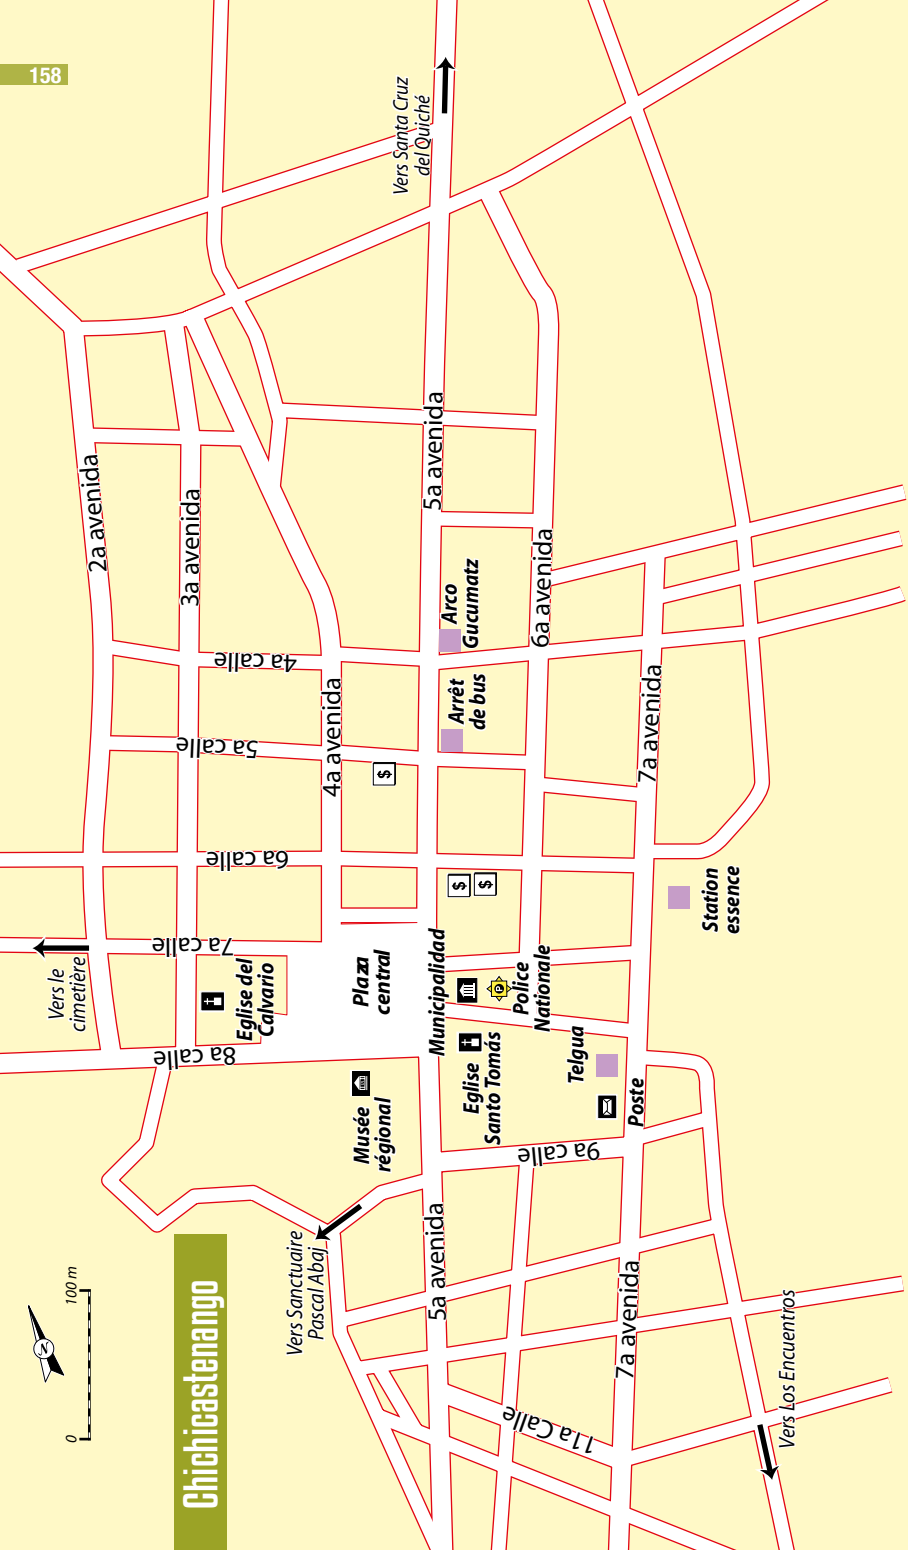 158
Vers Santa Cruz
del Quiché
2a avenida
3a avenida
4a avenida
5a avenida
6a avenida
7a avenida
Arco
Gucumatz
Arrêt
de bus
4a calle
5a calle
6a calle
7a calle
8a calle
$
$
$
Vers le
cimetière
Eglise del
Calvario
Plaza
central
Municipalidad
Police
Nationale
Station
essence
Eglise
Santo Tomás
Telgua
Poste
Musée
régional
9a calle
Vers Sanctuaire
Pascal Abaj
5a avenida
7a avenida
11a Calle
Vers Los Encuentros
Chichicastenango
0 100 m
N